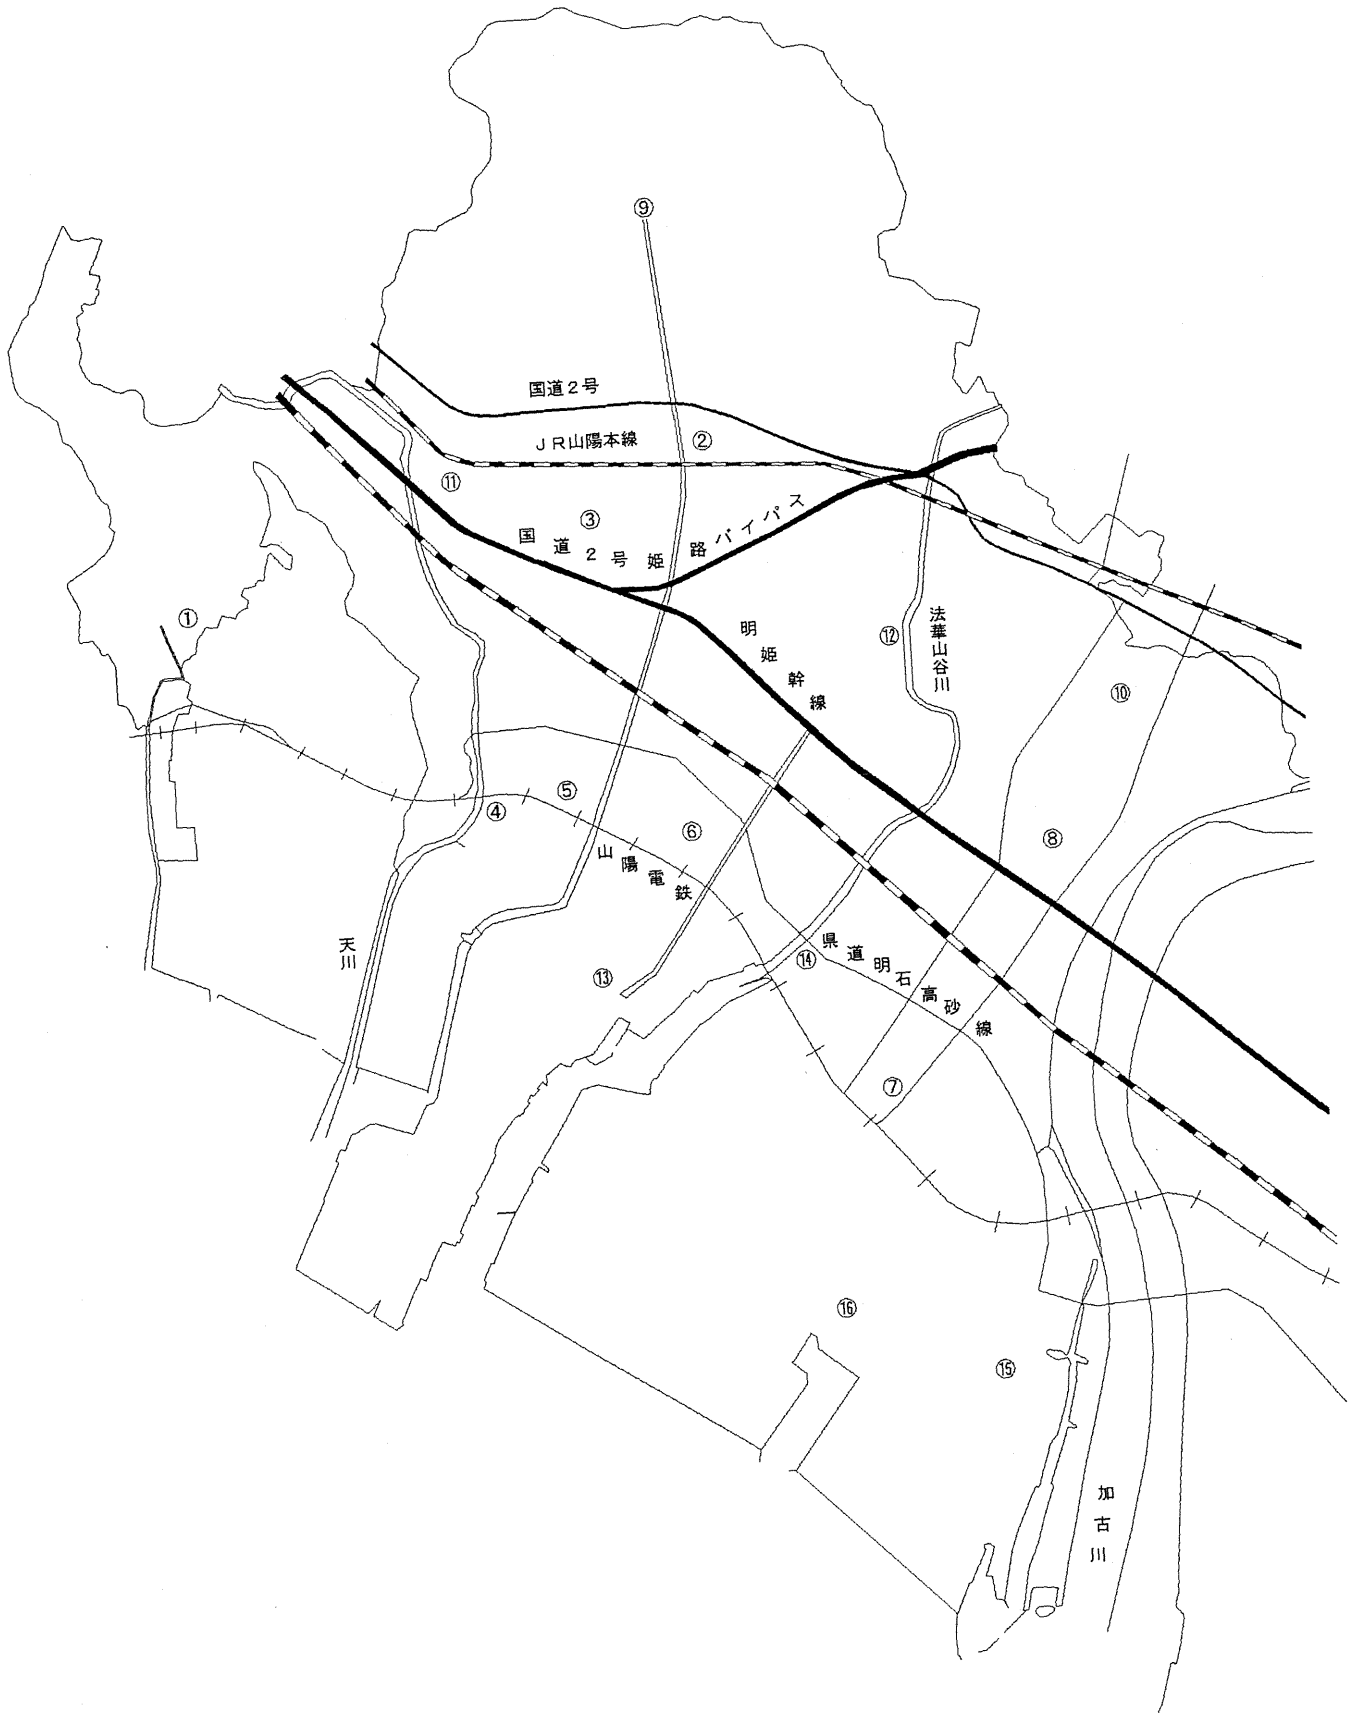 ⑨
国道2号
JR山陽本線
②
⑪
③
国道2号姫路バイパス
①
⑫
法華山谷川
明姫幹線
⑩
⑤
④
⑥
⑧
山陽電鉄
天川
⑬
⑭
県道明石高砂線
⑦
⑯
⑮
加古川